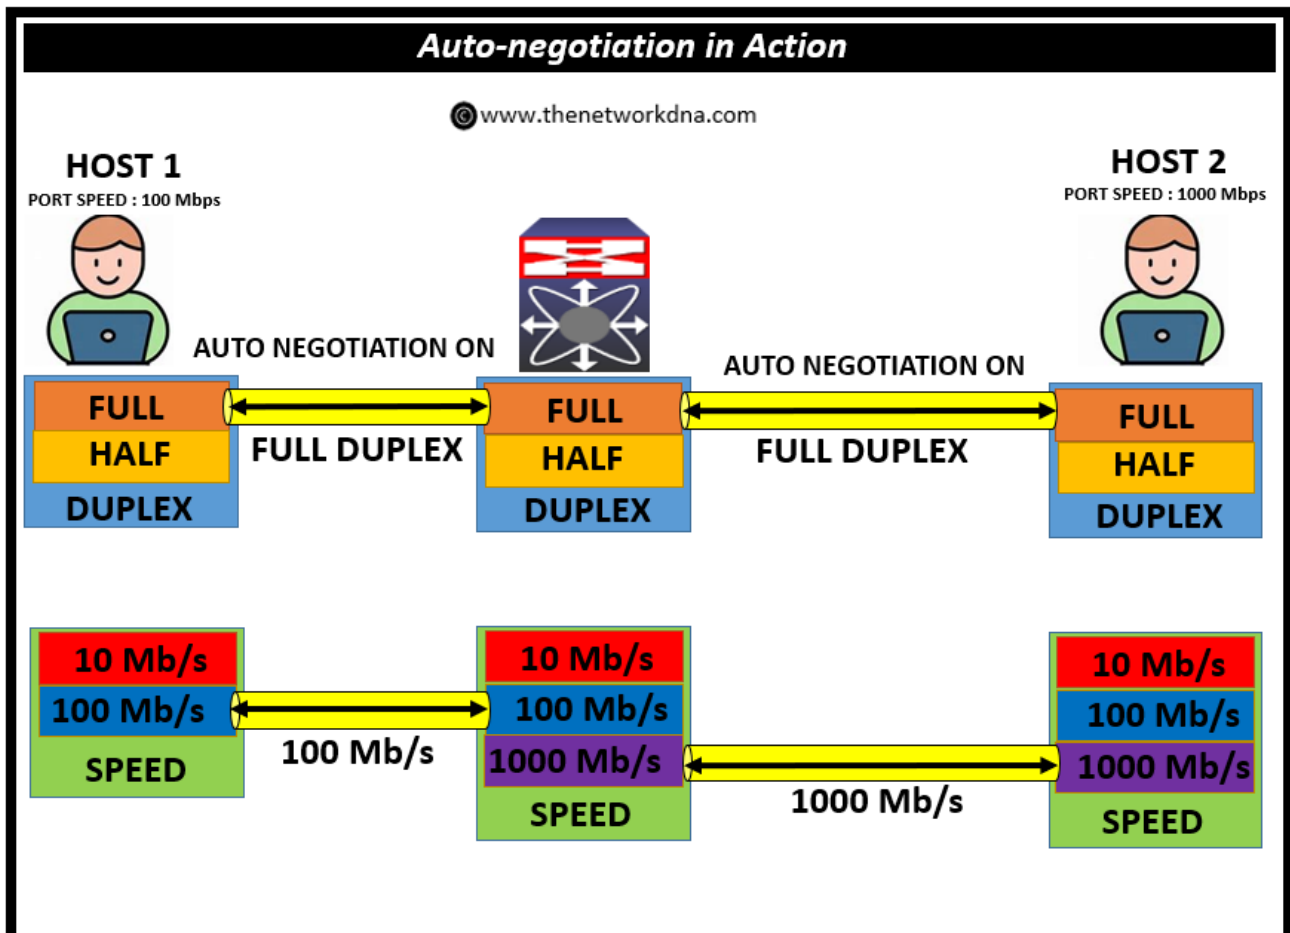 Auto-negotiation in Action
© www.thenetworkdna.com
HOST 1
PORT SPEED : 100 Mbps
HOST 2
PORT SPEED : 1000 Mbps
AUTO NEGOTIATION ON
AUTO NEGOTIATION ON
FULL
HALF
DUPLEX
FULL DUPLEX
FULL
HALF
DUPLEX
FULL DUPLEX
FULL
HALF
DUPLEX
10 Mb/s
100 Mb/s
SPEED
100 Mb/s
10 Mb/s
100 Mb/s
1000 Mb/s
SPEED
1000 Mb/s
10 Mb/s
100 Mb/s
1000 Mb/s
SPEED